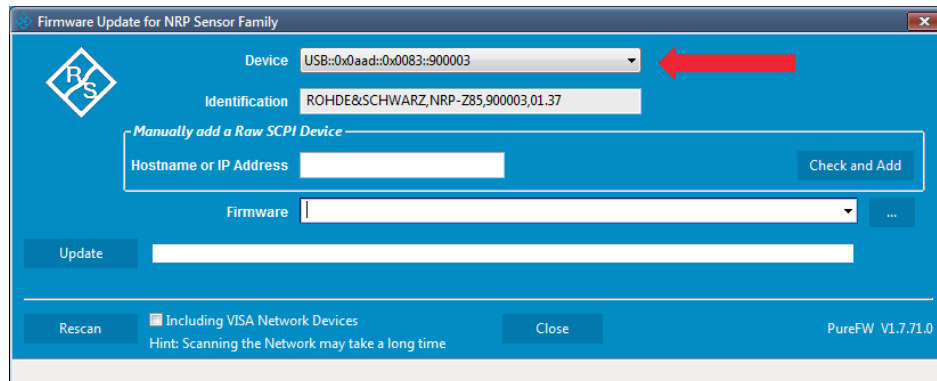 Firmware Update for NRP Sensor Family
R&S
Device USB::0x0aad::0x0083::900003
Identification ROHDE&SCHWARZ,NRP-Z85,900003,01.37
Manually add a Raw SCPI Device
Hostname or IP Address Check and Add
Firmware ...
Update
Rescan Including VISA Network Devices Close PureFW V1.7.71.0
Hint: Scanning the Network may take a long time